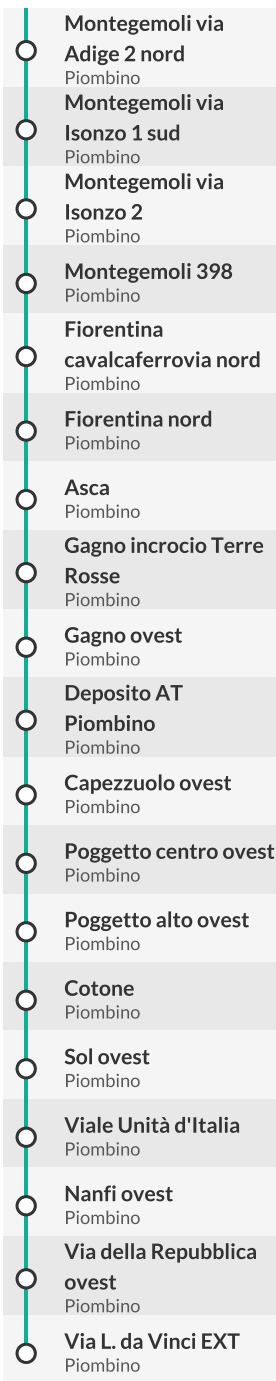 Montegemoli via
Adige 2 nord
Piombino
Montegemoli via
Isonzo 1 sud
Piombino
Montegemoli via
Isonzo 2
Piombino
Montegemoli 398
Piombino
Fiorentina
cavalcaferrovia nord
Piombino
Fiorentina nord
Piombino
Asca
Piombino
Gagno incrocio Terre
Rosse
Piombino
Gagno ovest
Piombino
Deposito AT
Piombino
Piombino
Capezzuolo ovest
Piombino
Poggetto centro ovest
Piombino
Poggetto alto ovest
Piombino
Cotone
Piombino
Sol ovest
Piombino
Viale Unità d'Italia
Piombino
Nanfi ovest
Piombino
Via della Repubblica
ovest
Piombino
Via L. da Vinci EXT
Piombino